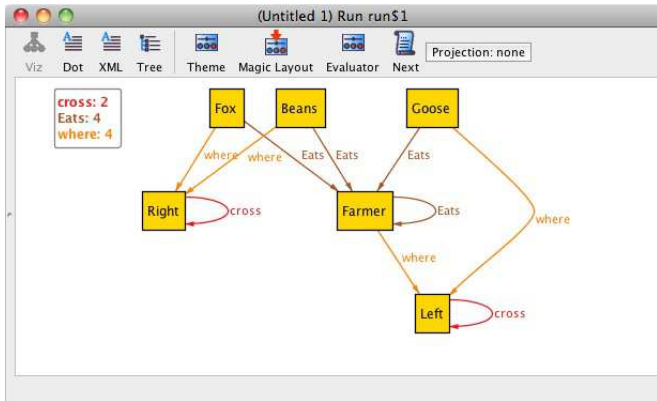 (Untitled 1) Run run$1
Viz Dot XML Tree Theme Magic Layout Evaluator Next Projection: none
cross: 2
Eats: 4
where: 4
Fox Beans Goose
where where Eats Eats Eats
Right cross Farmer Eats where
where
Left cross